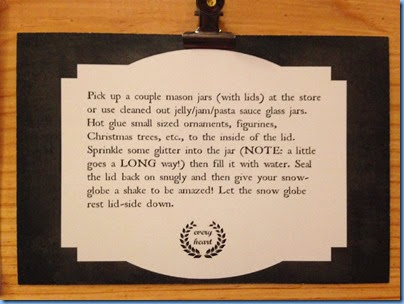 Pick up a couple mason jars (with lids) at the store
or use cleaned out jelly/jam/pasta sauce glass jars.
Hot glue small sized ornaments, figurines,
Christmas trees, etc., to the inside of the lid.
Sprinkle some glitter into the jar (NOTE: a little
goes a LONG way!) then fill it with water. Seal
the lid back on snugly and then give your snow-
globe a shake to be amazed! Let the snow globe
rest lid-side down.
every
heart